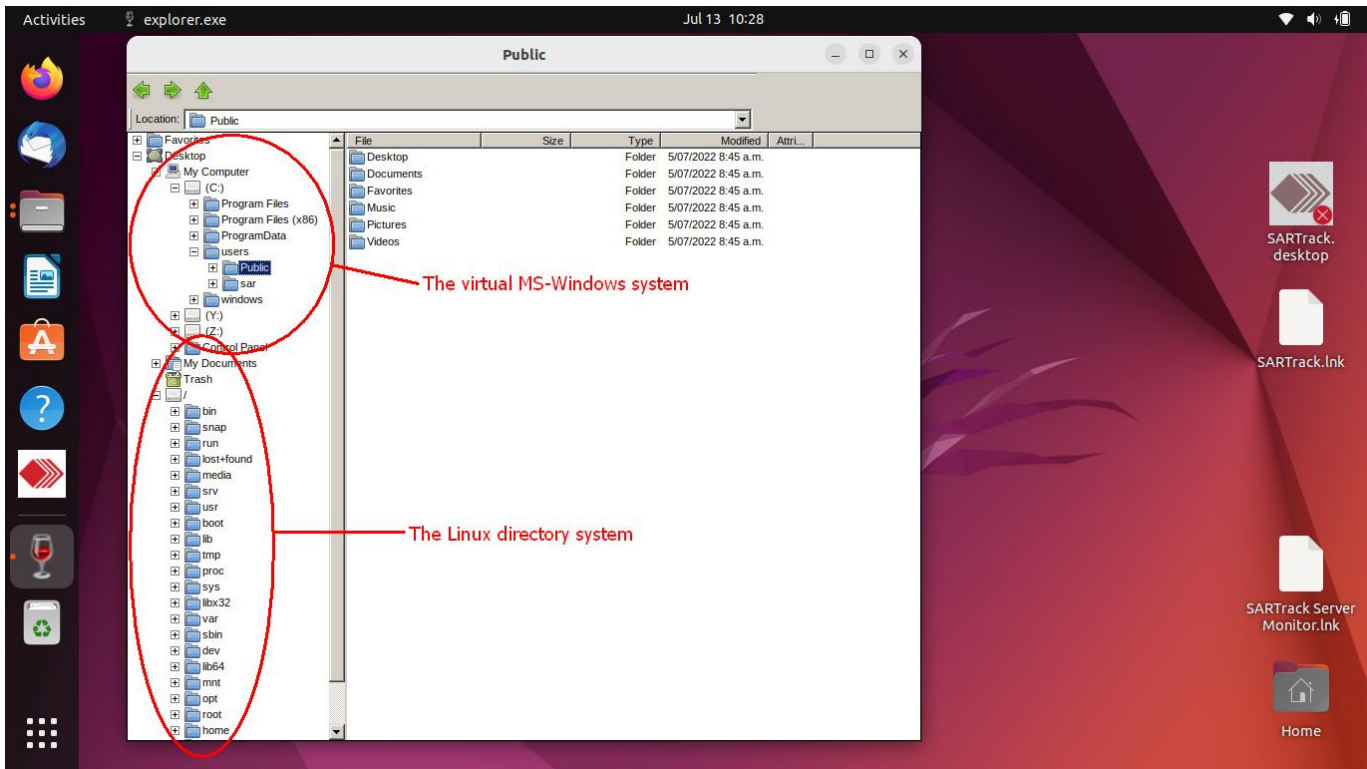 Activities explorer.exe Jul 13 10:28
Public
Location: Public
Favorites
Desktop
My Computer
(C:)
Program Files
Program Files (x86)
ProgramData
users
Public
sar
windows
(Y:)
(Z:)
Control Panel
My Documents
Trash
/
bin
snap
run
lost+found
media
srv
usr
boot
lib
tmp
proc
sys
libx32
var
sbin
dev
lib64
mnt
opt
root
home
File Size Type Modified Attri...
Desktop Folder 5/07/2022 8:45 a.m.
Documents Folder 5/07/2022 8:45 a.m.
Favorites Folder 5/07/2022 8:45 a.m.
Music Folder 5/07/2022 8:45 a.m.
Pictures Folder 5/07/2022 8:45 a.m.
Videos Folder 5/07/2022 8:45 a.m.
The virtual MS-Windows system
The Linux directory system
SARTrack.
desktop
SARTrack.lnk
SARTrack Server
Monitor.lnk
Home